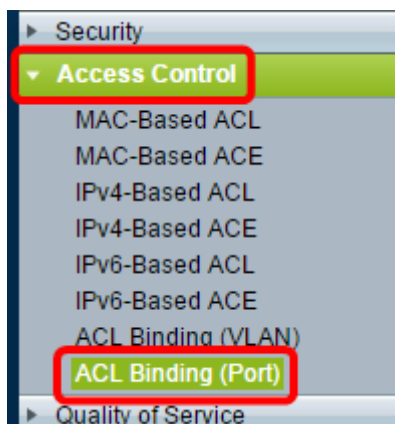 Security
Access Control
MAC-Based ACL
MAC-Based ACE
IPv4-Based ACL
IPv4-Based ACE
IPv6-Based ACL
IPv6-Based ACE
ACL Binding (VLAN)
ACL Binding (Port)
Quality of Service